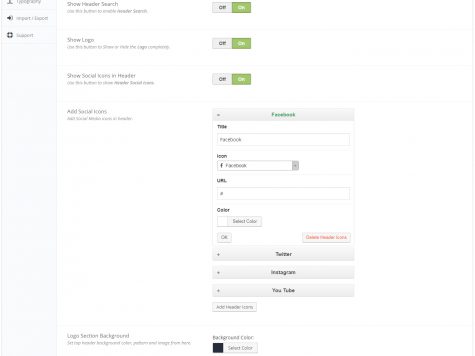 Typography
Show Header Search
Use this button to enable Header Search.
Off On
Import / Export
Support
Show Logo
Use this button to Show or Hide the Logo completely.
Off On
Show Social Icons in Header
Use this button to show Header Social Icons.
Off On
Add Social Icons
Add Social Media icons in header.
Facebook
Title
Facebook
Icon
Facebook
URL
#
Color
Select Color
OK
Delete Header Icons
+ Twitter
+ Instagram
+ You Tube
Add Header Icons
Logo Section Background
Set top header background color, pattern and image from here.
Background Color:
Select Color